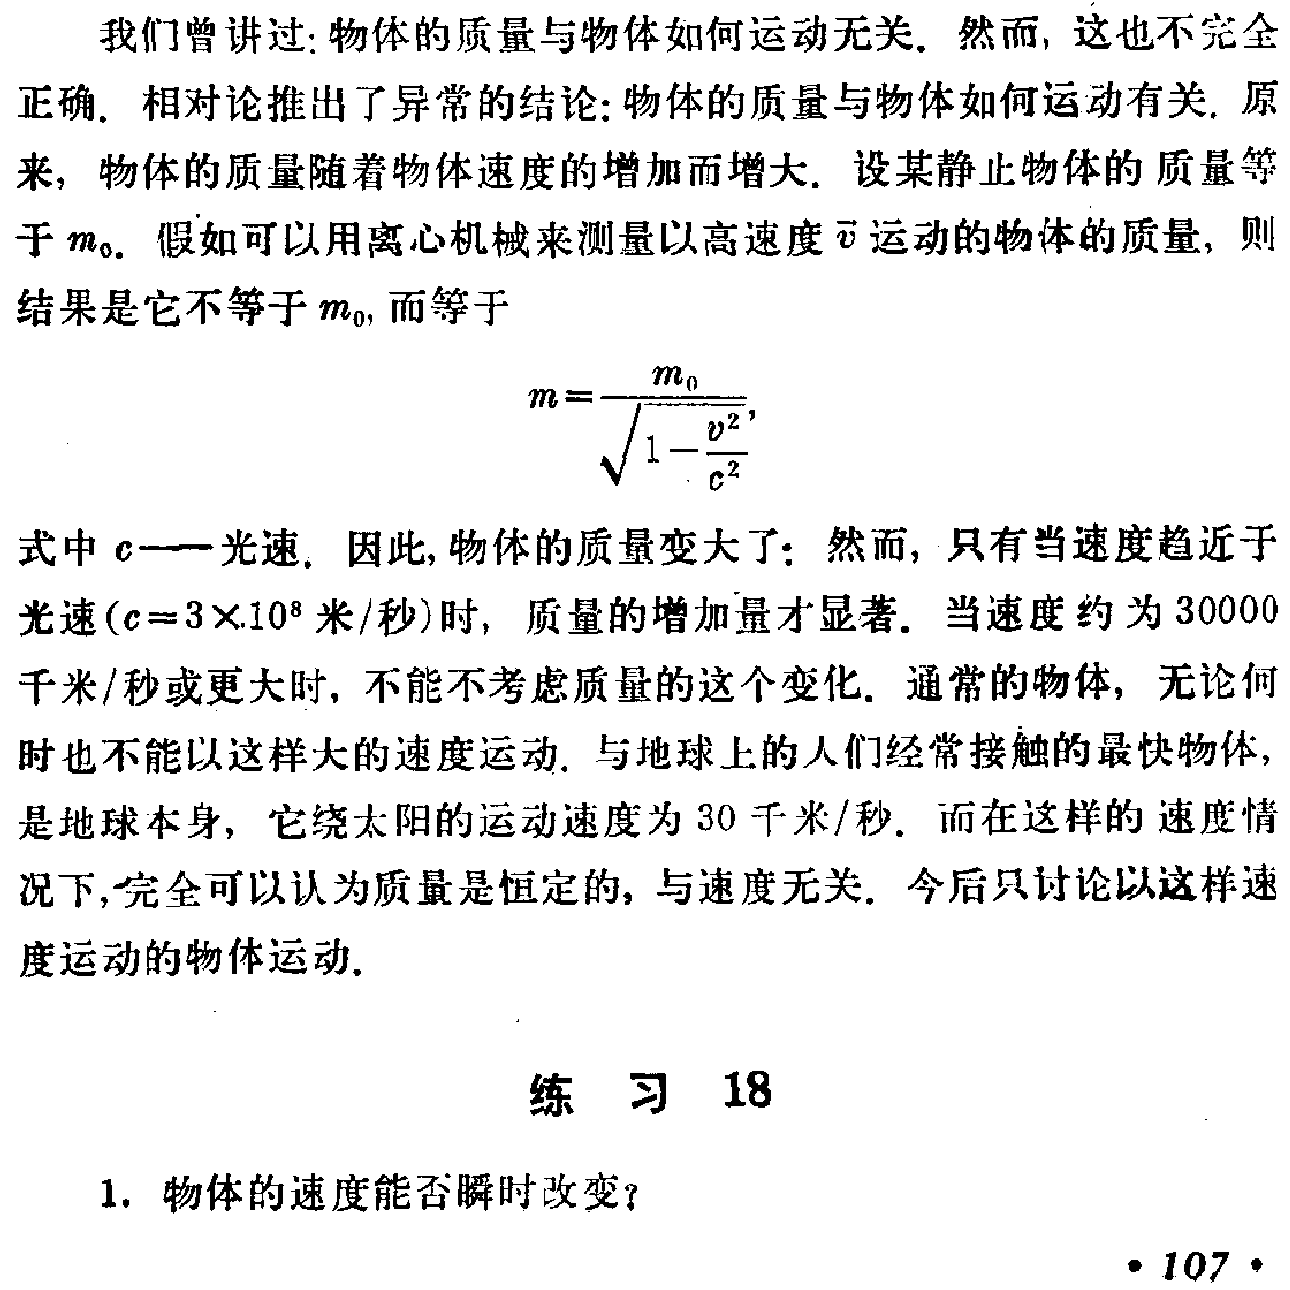 我们曾讲过：物体的质量与物体如何运动无关．然而，这也不完全
正确．相对论推出了异常的结论：物体的质量与物体如何运动有关．原
来，物体的质量随着物体速度的增加而增大．设某静止物体的质量等
于 m₀．假如可以用离心机械来测量以高速度 v̄ 运动的物体的质量，则
结果是它不等于 m₀，而等于
m = m₀ / √(1 − v²/c²)，
式中 c——光速．因此，物体的质量变大了：然而，只有当速度趋近于
光速(c=3×10⁸ 米/秒)时，质量的增加量才显著．当速度约为 30000
千米/秒或更大时，不能不考虑质量的这个变化．通常的物体，无论何
时也不能以这样大的速度运动．与地球上的人们经常接触的最快物体，
是地球本身，它绕太阳的运动速度为 30 千米/秒．而在这样的速度情
况下，完全可以认为质量是恒定的，与速度无关．今后只讨论以这样速
度运动的物体运动．
练 习 18
1．物体的速度能否瞬时改变？
• 107 •